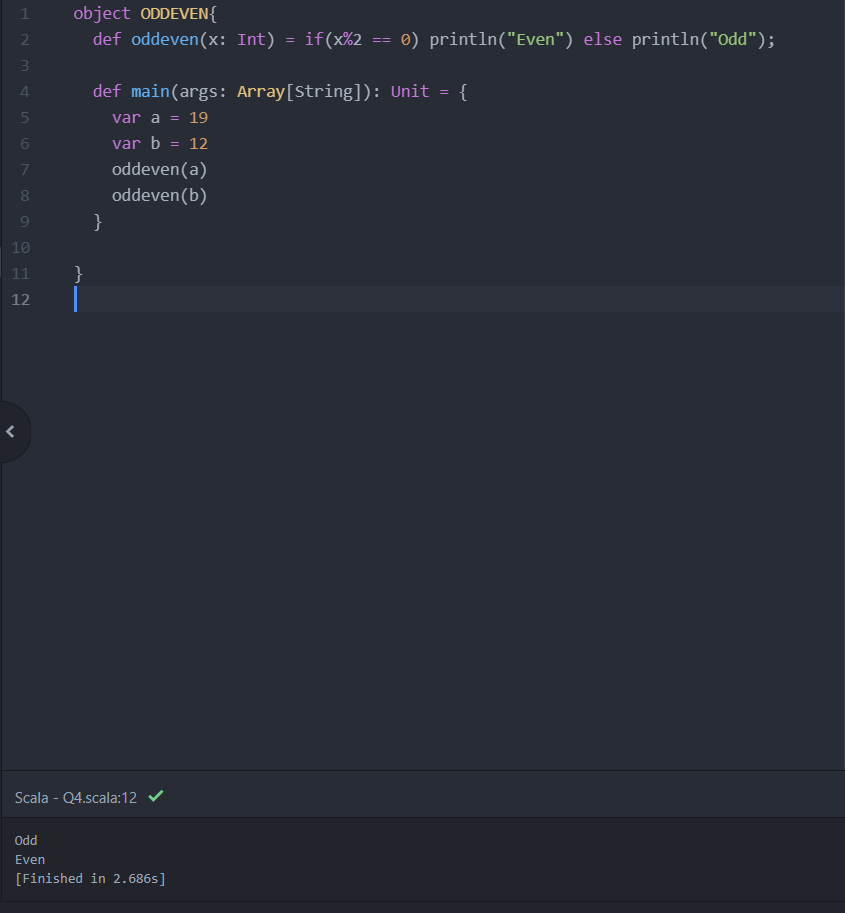 1 object ODDEVEN{
2 def oddeven(x: Int) = if(x%2 == 0) println("Even") else println("Odd");
3
4 def main(args: Array[String]): Unit = {
5 var a = 19
6 var b = 12
7 oddeven(a)
8 oddeven(b)
9 }
10
11 }
12
Scala - Q4.scala:12
Odd
Even
[Finished in 2.686s]